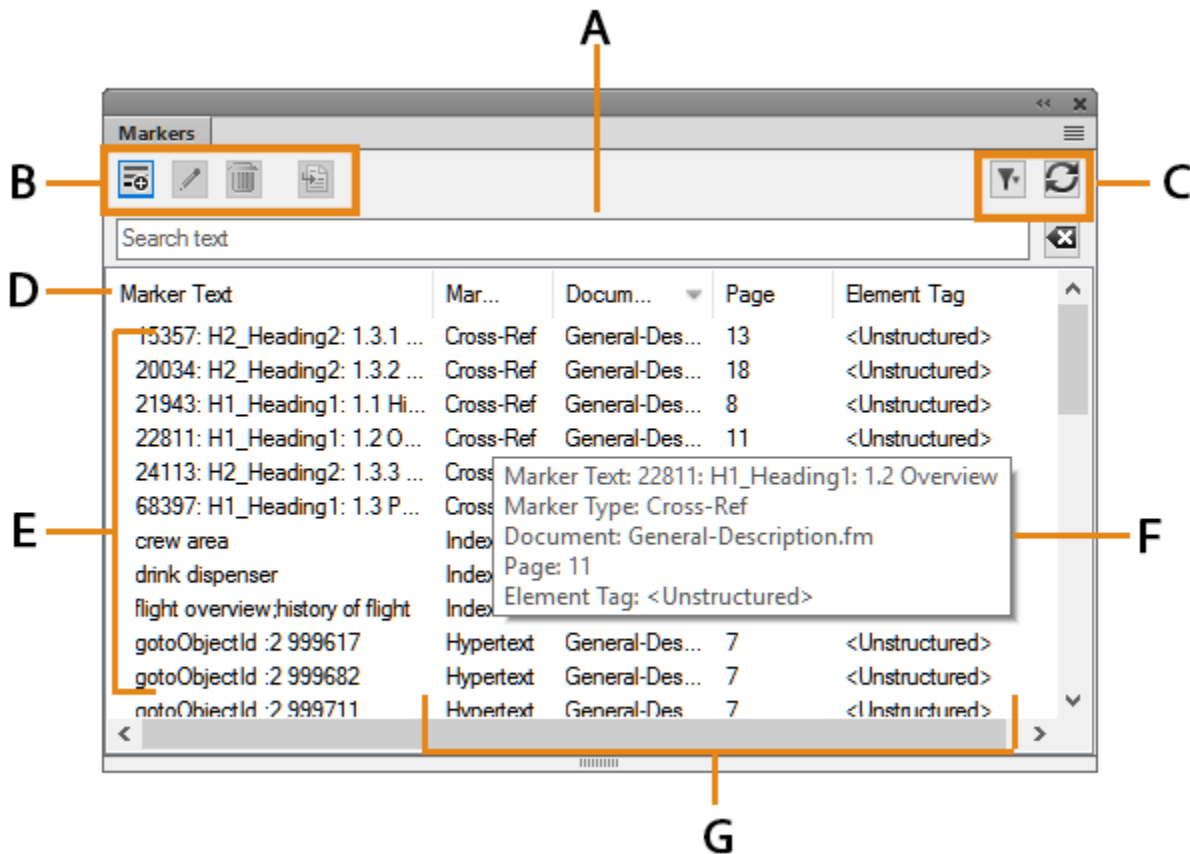 A
Markers
B
C
Search text
D
Marker Text Mar... Docum... Page Element Tag
15357: H2_Heading2: 1.3.1 ... Cross-Ref General-Des... 13 <Unstructured>
20034: H2_Heading2: 1.3.2 ... Cross-Ref General-Des... 18 <Unstructured>
21943: H1_Heading1: 1.1 Hi... Cross-Ref General-Des... 8 <Unstructured>
22811: H1_Heading1: 1.2 O... Cross-Ref General-Des... 11 <Unstructured>
24113: H2_Heading2: 1.3.3 ... Cross
68397: H1_Heading1: 1.3 P... Cross
crew area Index
drink dispenser Index
flight overview;history of flight Index
Marker Text: 22811: H1_Heading1: 1.2 Overview
Marker Type: Cross-Ref
Document: General-Description.fm
Page: 11
Element Tag: <Unstructured>
E
F
gotoObjectId :2 999617 Hypertext General-Des... 7 <Unstructured>
gotoObjectId :2 999682 Hypertext General-Des... 7 <Unstructured>
gotoObjectId :2 999711 Hypertext General-Des 7 <Unstructured>
G